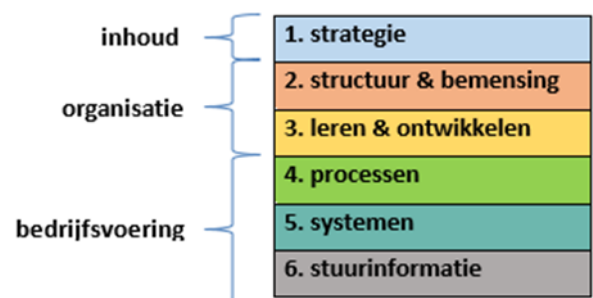 inhoud
1. strategie
2. structuur & bemensing
organisatie
3. leren & ontwikkelen
4. processen
bedrijfsvoering
5. systemen
6. stuurinformatie